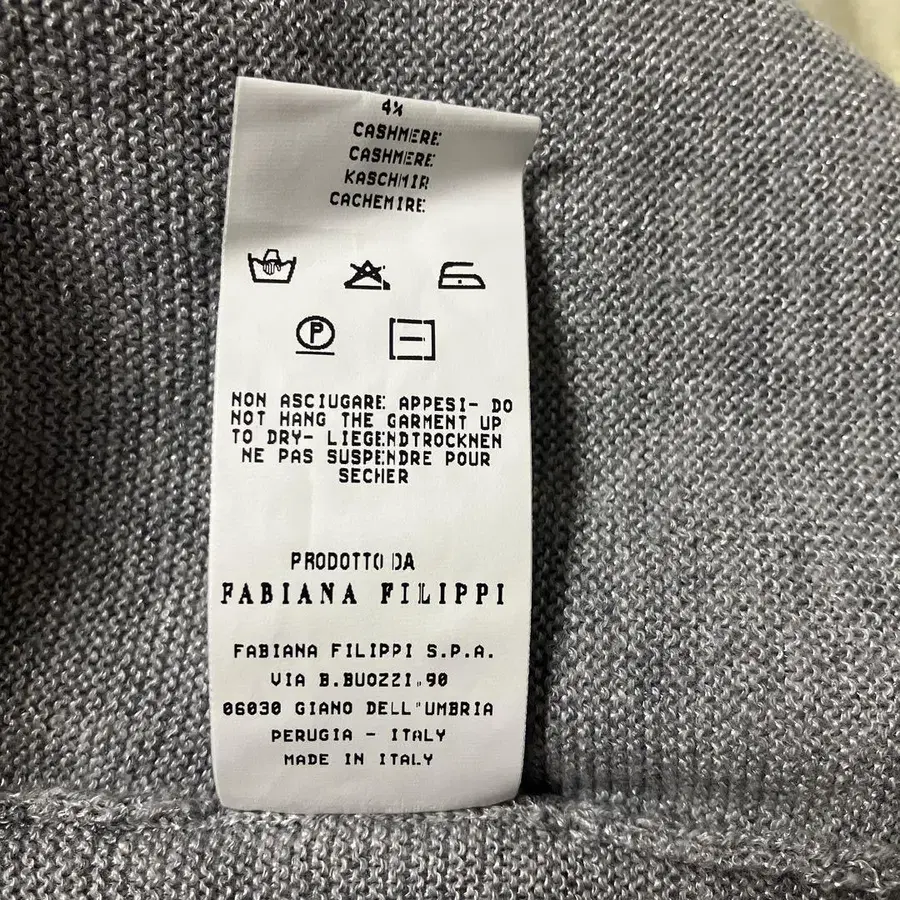 4%
CASHMERE
CASHMERE
KASCHMIR
CACHEMIRE
P
NON ASCIUGARE APPESI- DO
NOT HANG THE GARMENT UP
TO DRY- LIEGENDTROCKNEN
NE PAS SUSPENDRE POUR
SECHER
PRODOTTO DA
FABIANA FILIPPI
FABIANA FILIPPI S.P.A.
VIA B.BUOZZI,90
06030 GIANO DELL'UMBRIA
PERUGIA - ITALY
MADE IN ITALY